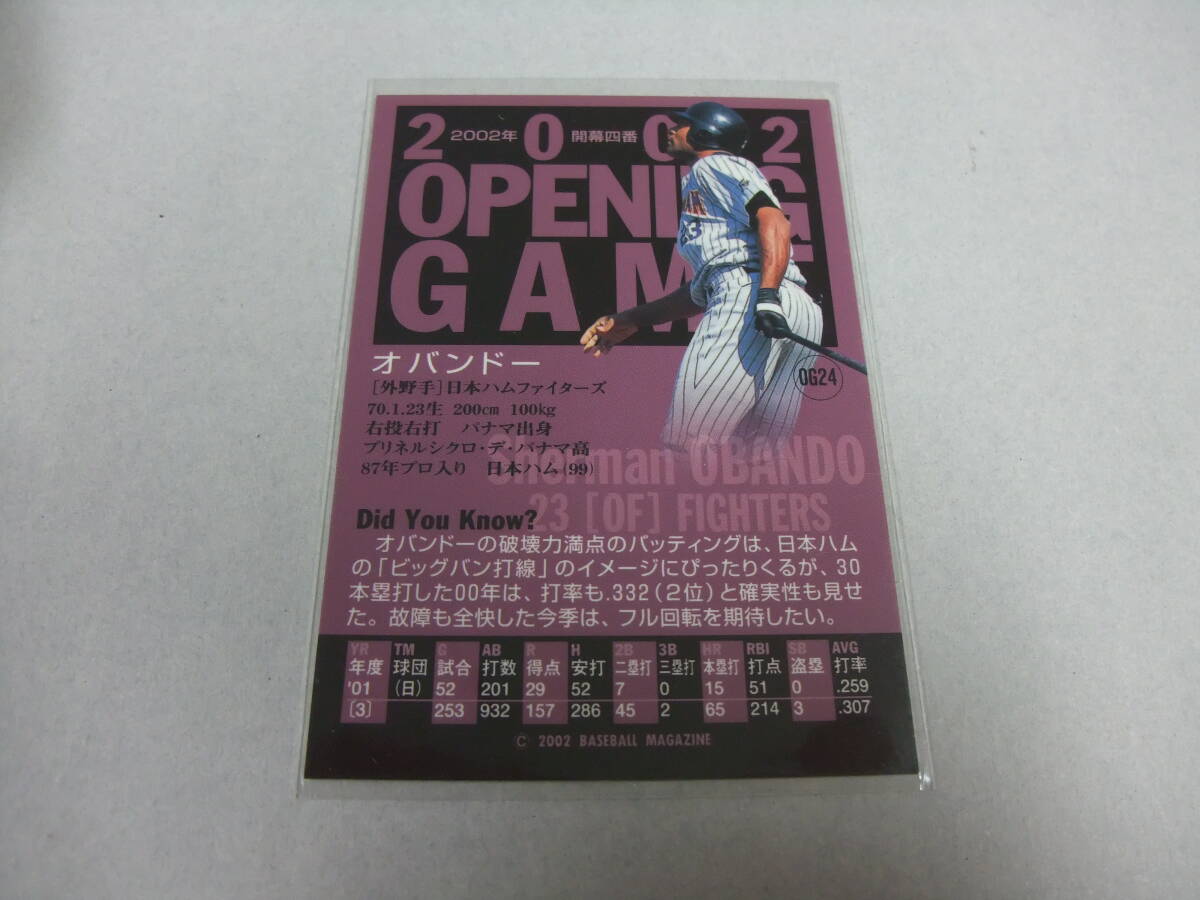 2002
2002年 開幕四番
OPENING
GAME
オバンドー
[外野手]日本ハムファイターズ
70.1.23生 200cm 100kg
右投右打 パナマ出身
プリネルシクロ・デ・パナマ高
87年プロ入り 日本ハム(99)
OG24
23
Sherman OBANDO
23 [OF] FIGHTERS
Did You Know?
オバンドーの破壊力満点のバッティングは、日本ハム
の「ビッグバン打線」のイメージにぴったりくるが、30
本塁打した00年は、打率も.332(2位)と確実性も見せ
た。故障も全快した今季は、フル回転を期待したい。
YR TM G AB R H 2B 3B HR RBI SB AVG
年度 球団 試合 打数 得点 安打 二塁打 三塁打 本塁打 打点 盗塁 打率
'01 (日) 52 201 29 52 7 0 15 51 0 .259
[3] 253 932 157 286 45 2 65 214 3 .307
© 2002 BASEBALL MAGAZINE